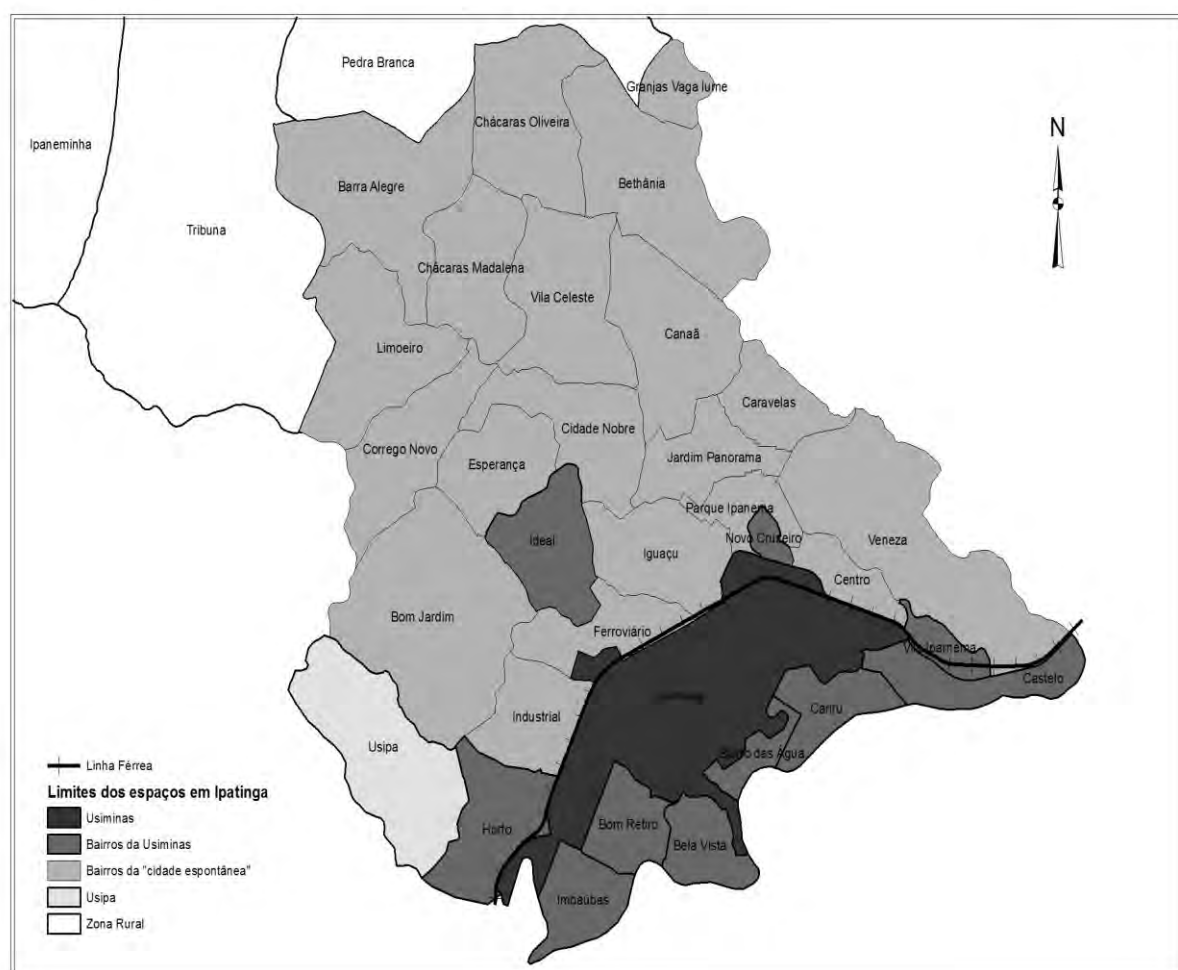 Pedra Branca
Granjas Vaga lume
Chácaras Oliveira
N
Ipaneminha
Barra Alegre
Bethânia
Tribuna
Chácaras Madalena
Vila Celeste
Canaã
Limoeiro
Caravelas
Cidade Nobre
Corrego Novo
Esperança
Jardim Panorama
Parque Ipanema
Ideal
Iguaçu
Novo Cruzeiro
Veneza
Centro
Bom Jardim
Ferroviário
Castelo
Industrial
Cariru
Usipa
Horto
Bom Retiro
Bela Vista
Imbaúbas
Linha Férrea
Limites dos espaços em Ipatinga
Usiminas
Bairros da Usiminas
Bairros da "cidade espontânea"
Usipa
Zona Rural